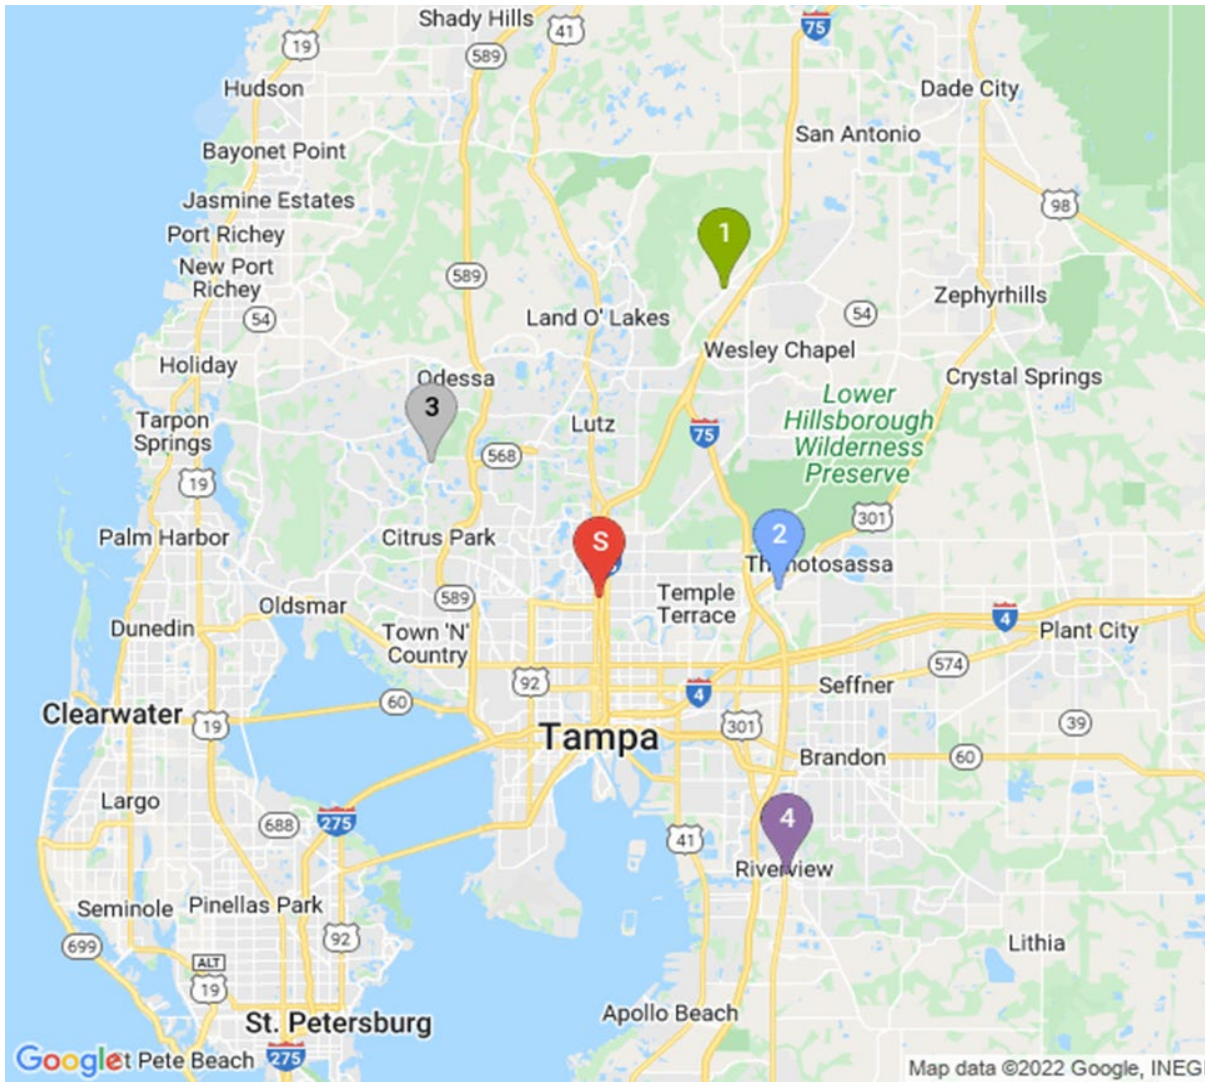 Shady Hills
41
75
19
589
Hudson
Dade City
San Antonio
Bayonet Point
Jasmine Estates
98
Port Richey
1
New Port
Richey
589
Zephyrhills
54
Land O' Lakes
54
Wesley Chapel
Holiday
Odessa
Crystal Springs
3
Lower
Hillsborough
Wilderness
Preserve
Tarpon
Springs
Lutz
75
568
19
301
Palm Harbor
Citrus Park
S
2
Thonotosassa
Temple
Terrace
589
Oldsmar
4
Dunedin
Town 'N'
Country
Plant City
574
92
Seffner
4
60
Clearwater
19
301
39
Tampa
Brandon
60
Largo
688
275
4
41
Riverview
Seminole
Pinellas Park
699
92
Lithia
ALT
19
Apollo Beach
St. Petersburg
Google
t Pete Beach
275
Map data ©2022 Google, INEGI